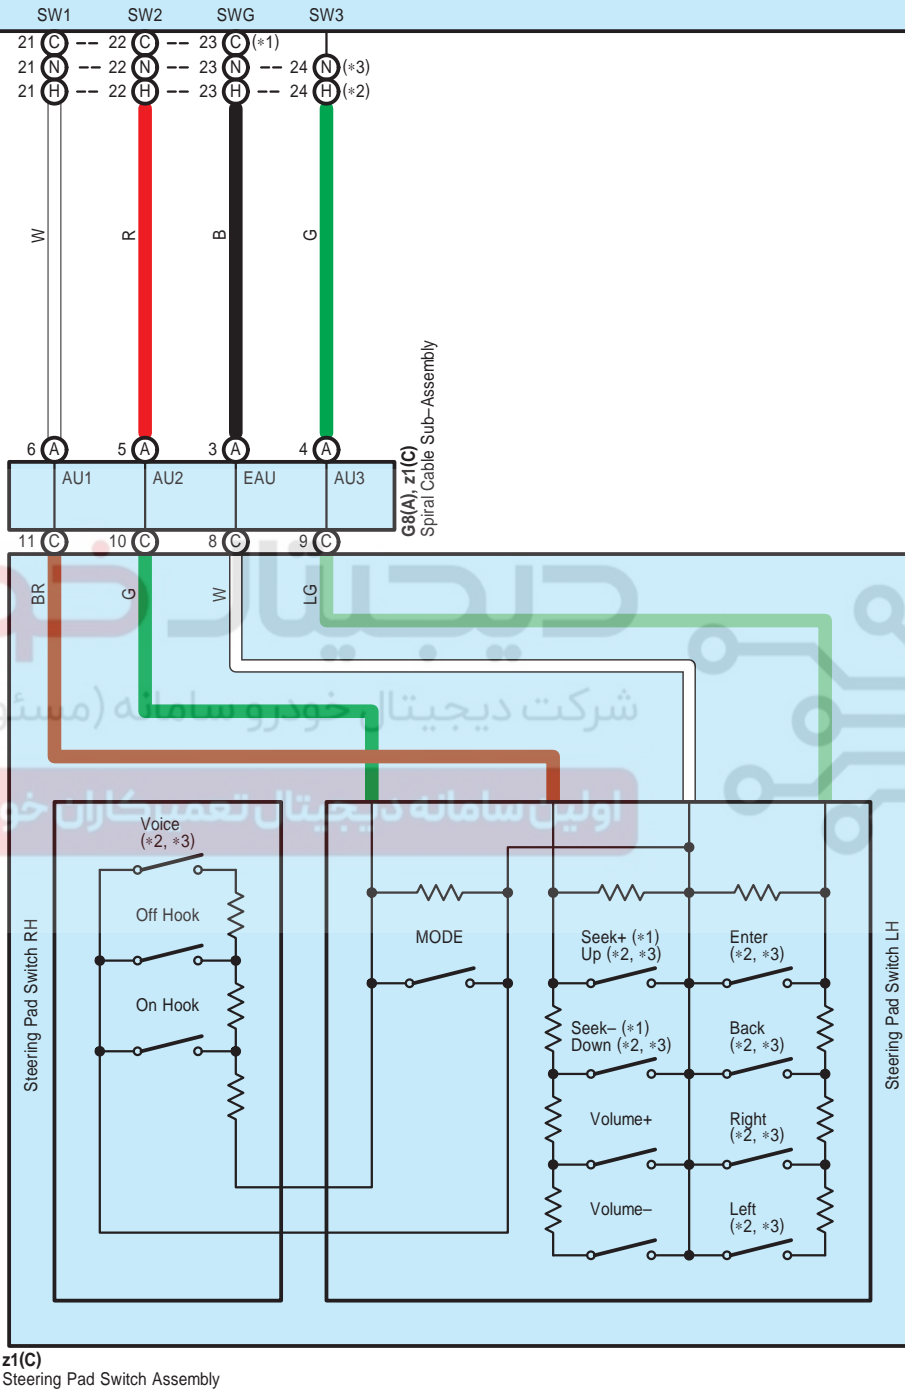 SW1 SW2 SWG SW3
21 C 22 C 23 C (*1)
21 N 22 N 23 N 24 N (*3)
21 H 22 H 23 H 24 H (*2)
W R B G
6 A 5 A 3 A 4 A
AU1 AU2 EAU AU3
G8(A), z1(C)
Spiral Cable Sub–Assembly
11 C 10 C 8 C 9 C
BR G W LG
دیجیتال خو
شرکت دیجیتال خودرو سامانه (مسئو
اولین سامانه دیجیتال تعمیرکاران خو
Steering Pad Switch RH
Voice
(*2, *3)
Off Hook
On Hook
MODE
Seek+ (*1)
Up (*2, *3)
Seek– (*1)
Down (*2, *3)
Volume+
Volume–
Enter
(*2, *3)
Back
(*2, *3)
Right
(*2, *3)
Left
(*2, *3)
Steering Pad Switch LH
z1(C)
Steering Pad Switch Assembly